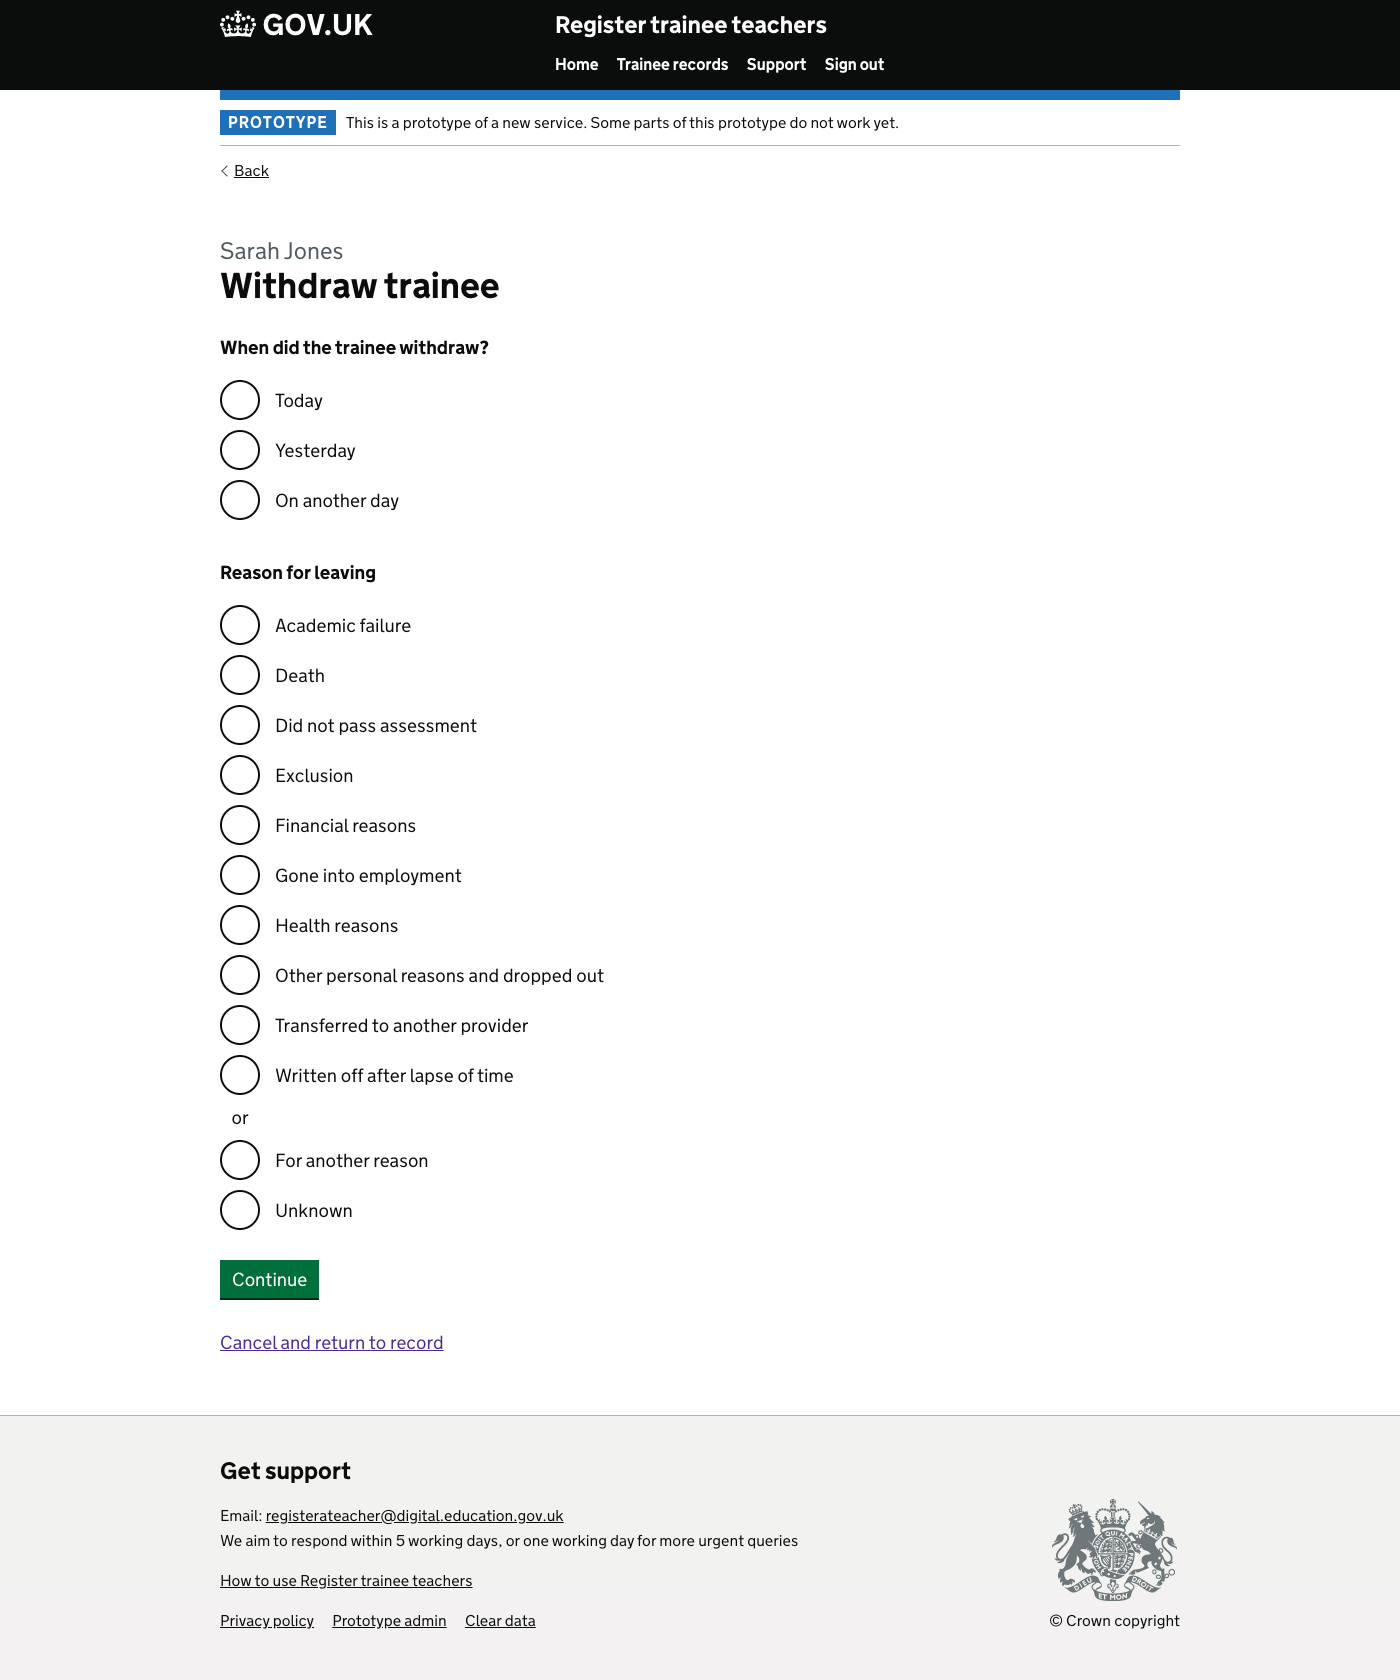 GOV.UK
Register trainee teachers
Home Trainee records Support Sign out
PROTOTYPE This is a prototype of a new service. Some parts of this prototype do not work yet.
Back
Sarah Jones
Withdraw trainee
When did the trainee withdraw?
Today
Yesterday
On another day
Reason for leaving
Academic failure
Death
Did not pass assessment
Exclusion
Financial reasons
Gone into employment
Health reasons
Other personal reasons and dropped out
Transferred to another provider
Written off after lapse of time
or
For another reason
Unknown
Continue
Cancel and return to record
Get support
Email: registerateacher@digital.education.gov.uk
We aim to respond within 5 working days, or one working day for more urgent queries
How to use Register trainee teachers
Privacy policy Prototype admin Clear data
DIEU ET MON DROIT
© Crown copyright